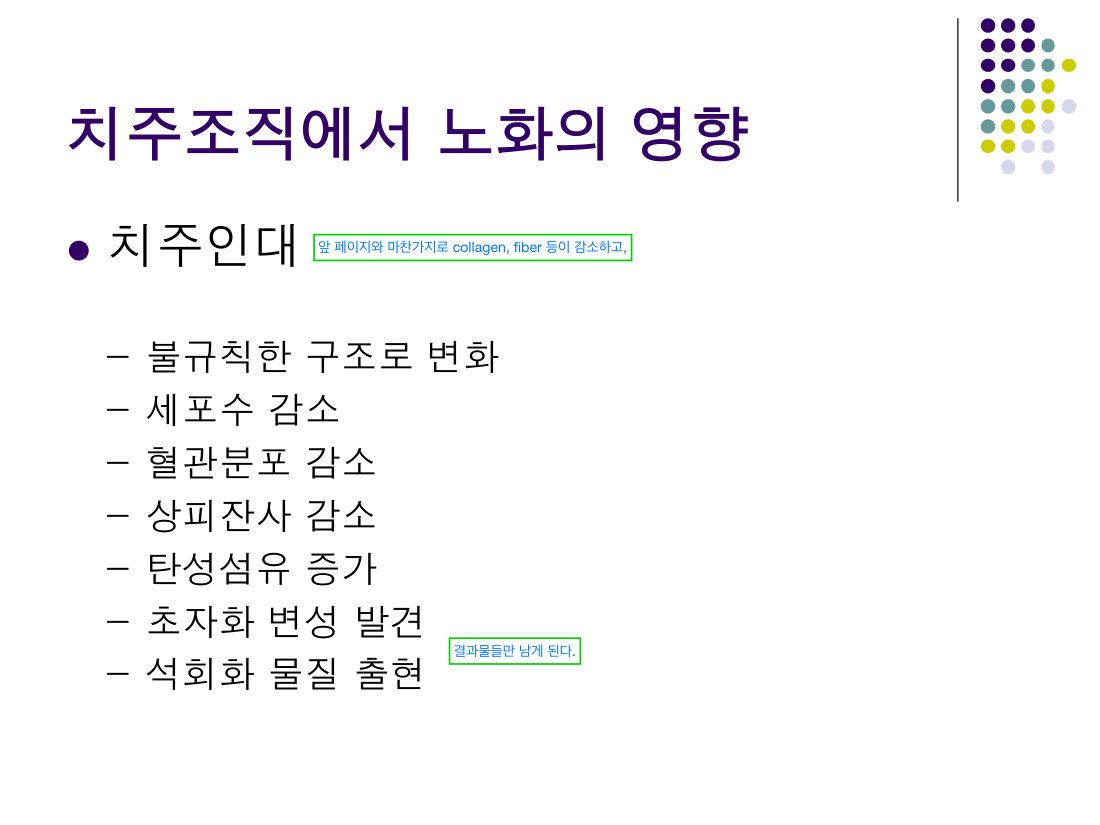 치주조직에서 노화의 영향
● 치주인대 앞 페이지와 마찬가지로 collagen, fiber 등이 감소하고,
– 불규칙한 구조로 변화
– 세포수 감소
– 혈관분포 감소
– 상피잔사 감소
– 탄성섬유 증가
– 초자화 변성 발견
결과물들만 남게 된다.
– 석회화 물질 출현